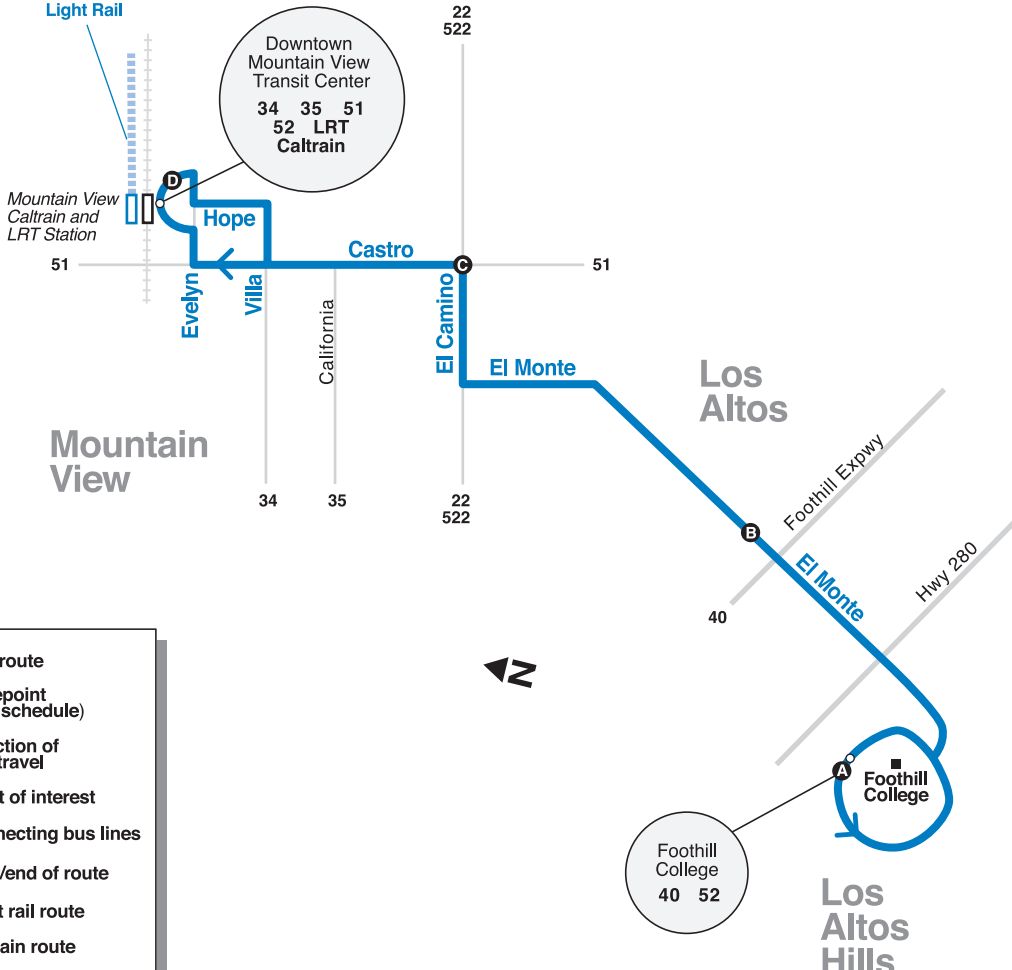 Light Rail
22
522
Downtown
Mountain View
Transit Center
34 35 51
52 LRT
Caltrain
D
Mountain View
Caltrain and
LRT Station
Hope
Castro
51
C
51
Evelyn
Villa
California
El Camino
El Monte
Los
Altos
Mountain
View
34
35
22
522
Foothill Expwy
B
El Monte
Hwy 280
40
N
route
epoint
schedule)
ction of
travel
t of interest
necting bus lines
/end of route
t rail route
ain route
A
Foothill
College
Foothill
College
40 52
Los
Altos
Hills